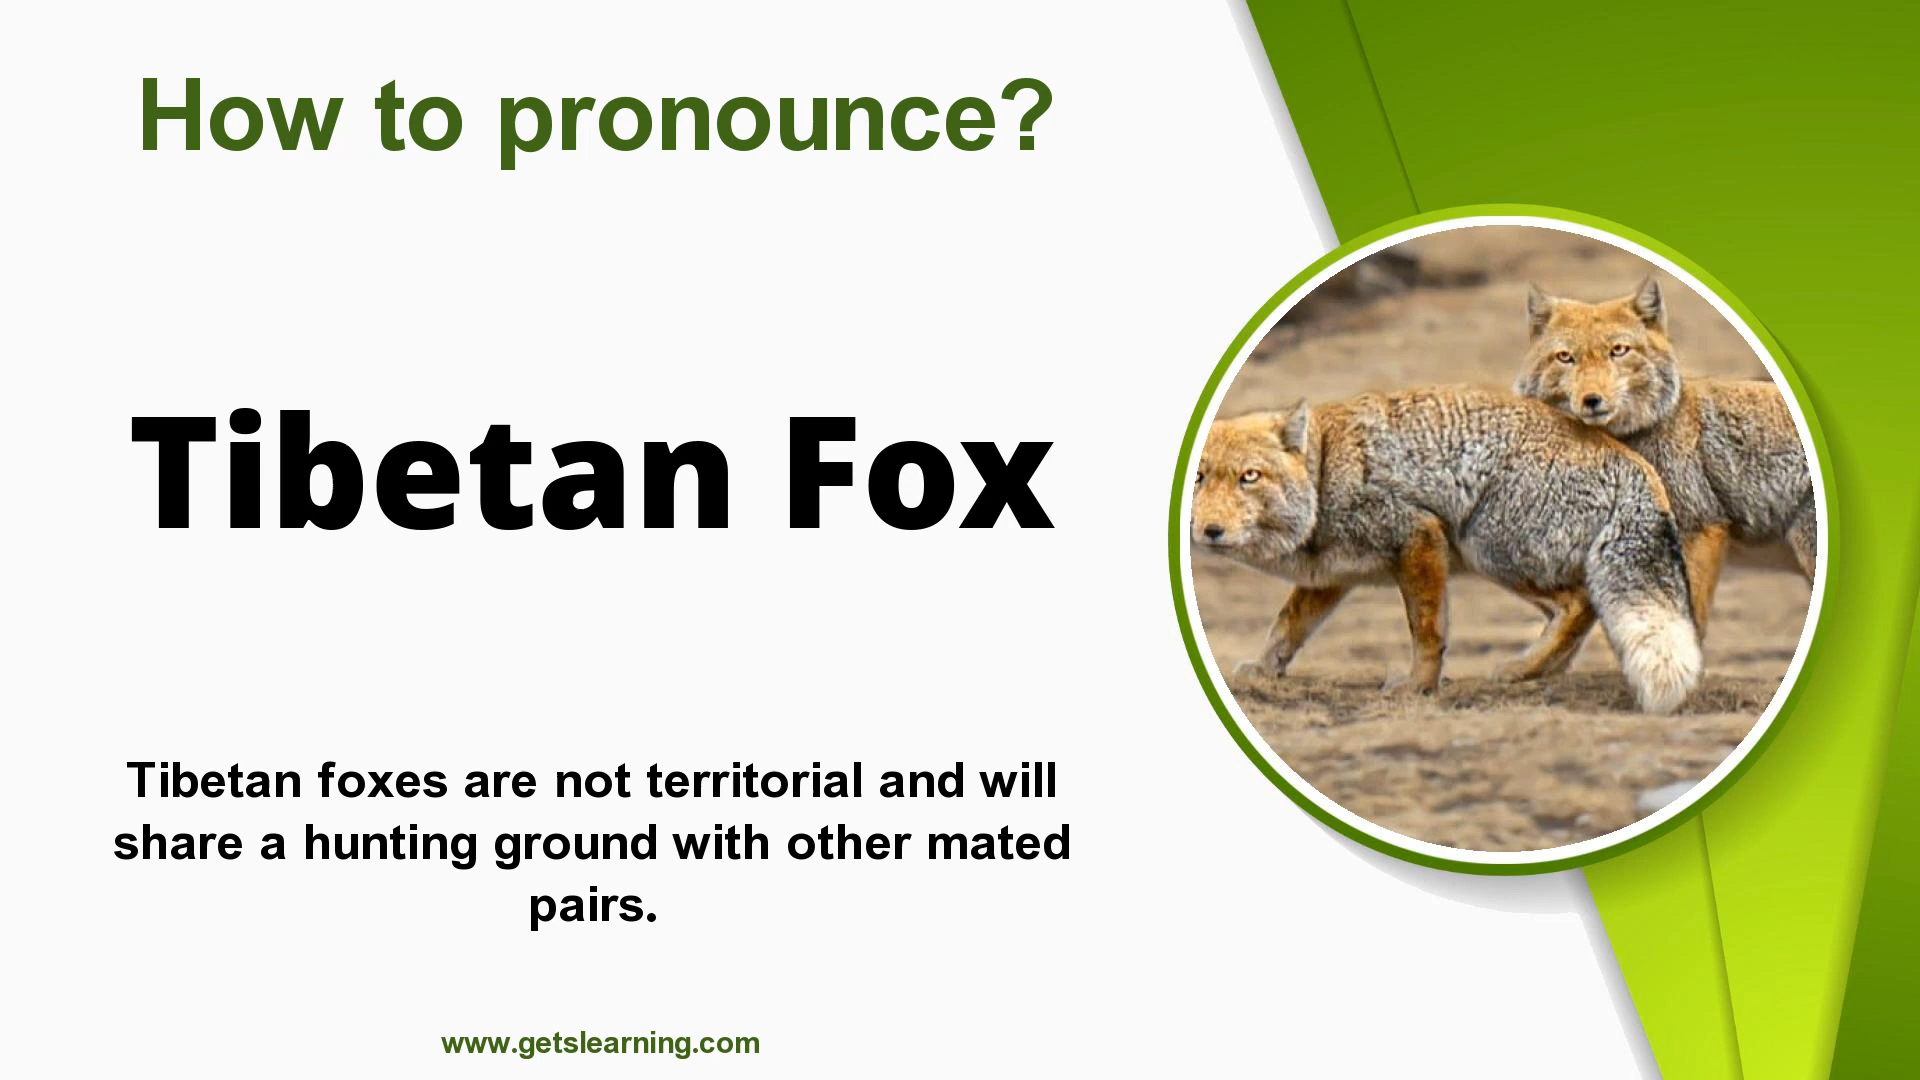 How to pronounce?
Tibetan Fox
Tibetan foxes are not territorial and will
share a hunting ground with other mated
pairs.
www.getslearning.com